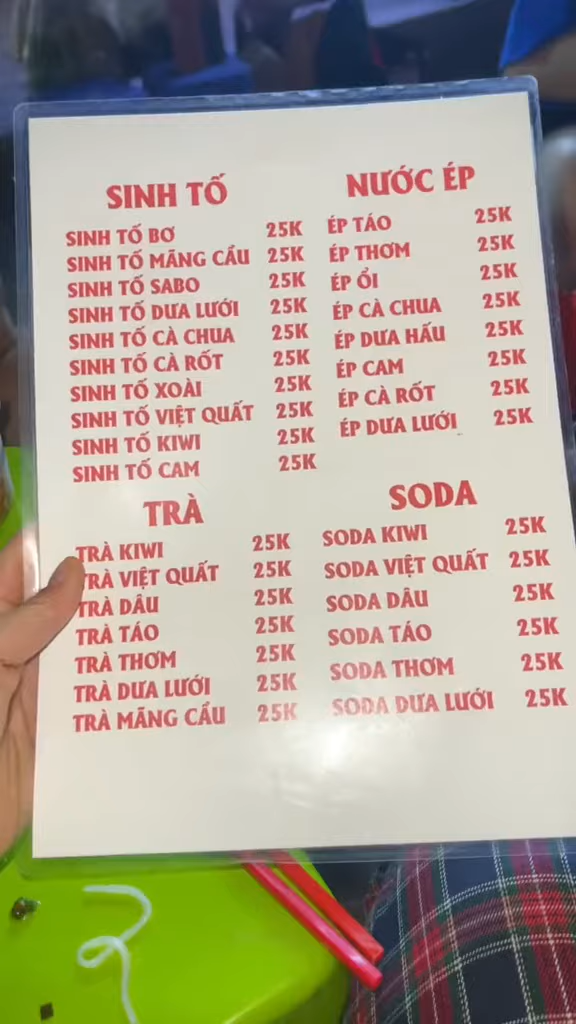 SINH TỐ
SINH TỐ BƠ 25K
SINH TỐ MÃNG CẦU 25K
SINH TỐ SABO 25K
SINH TỐ DƯA LƯỚI 25K
SINH TỐ CÀ CHUA 25K
SINH TỐ CÀ RỐT 25K
SINH TỐ XOÀI 25K
SINH TỐ VIỆT QUẤT 25K
SINH TỐ KIWI 25K
SINH TỐ CAM 25K
NƯỚC ÉP
ÉP TÁO 25K
ÉP THƠM 25K
ÉP ỔI 25K
ÉP CÀ CHUA 25K
ÉP DƯA HẤU 25K
ÉP CAM 25K
ÉP CÀ RỐT 25K
ÉP DƯA LƯỚI 25K
TRÀ
TRÀ KIWI 25K
TRÀ VIỆT QUẤT 25K
TRÀ DÂU 25K
TRÀ TÁO 25K
TRÀ THƠM 25K
TRÀ DƯA LƯỚI 25K
TRÀ MÃNG CẦU 25K
SODA
SODA KIWI 25K
SODA VIỆT QUẤT 25K
SODA DÂU 25K
SODA TÁO 25K
SODA THƠM 25K
SODA DƯA LƯỚI 25K